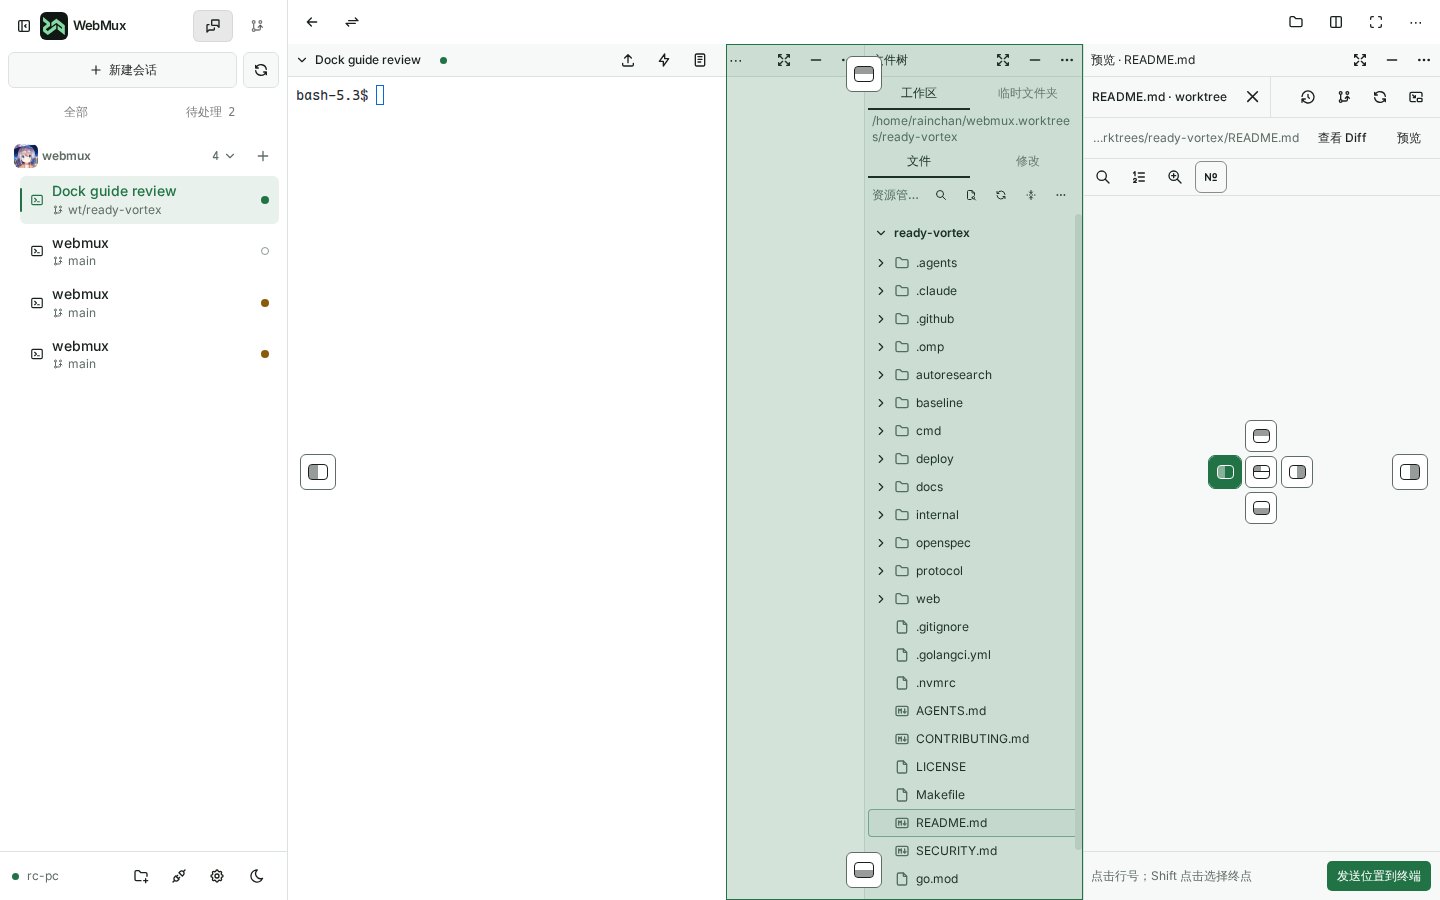 WebMux
新建会话
全部
待处理 2
webmux
4
Dock guide review
wt/ready-vortex
webmux
main
webmux
main
webmux
main
rc-pc
Dock guide review
bash-5.3$
件树
工作区
临时文件夹
/home/rainchan/webmux.worktree
s/ready-vortex
文件
修改
资源管...
ready-vortex
.agents
.claude
.github
.omp
autoresearch
baseline
cmd
deploy
docs
internal
openspec
protocol
web
.gitignore
.golangci.yml
.nvmrc
AGENTS.md
CONTRIBUTING.md
LICENSE
Makefile
README.md
SECURITY.md
go.mod
预览 · README.md
README.md · worktree
...rktrees/ready-vortex/README.md
查看 Diff
预览
№
点击行号；Shift 点击选择终点
发送位置到终端